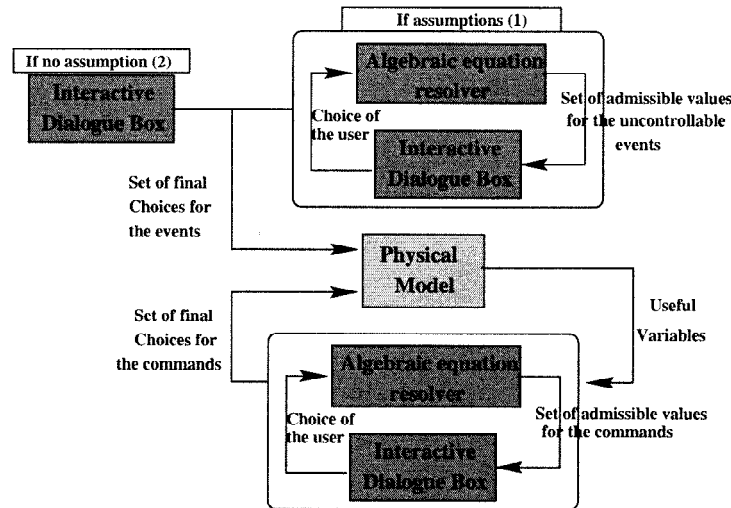 If assumptions (1)
If no assumption (2)
Interactive
Dialogue Box
Algebraic equation
resolver
Choice of
the user
Set of admissible values
for the uncontrollable
events
Interactive
Dialogue Box
Set of final
Choices for
the events
Physical
Model
Set of final
Choices for
the commands
Useful
Variables
Algebraic equation
resolver
Choice of
the user
Set of admissible values
for the commands
Interactive
Dialogue Box